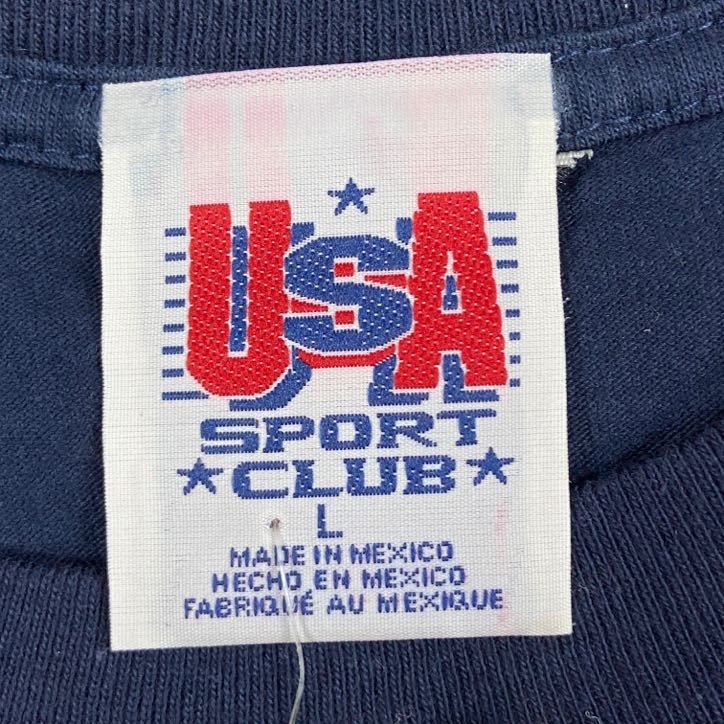 USA
SPORT
CLUB
L
MADE IN MEXICO
HECHO EN MEXICO
FABRIQUÉ AU MEXIQUE